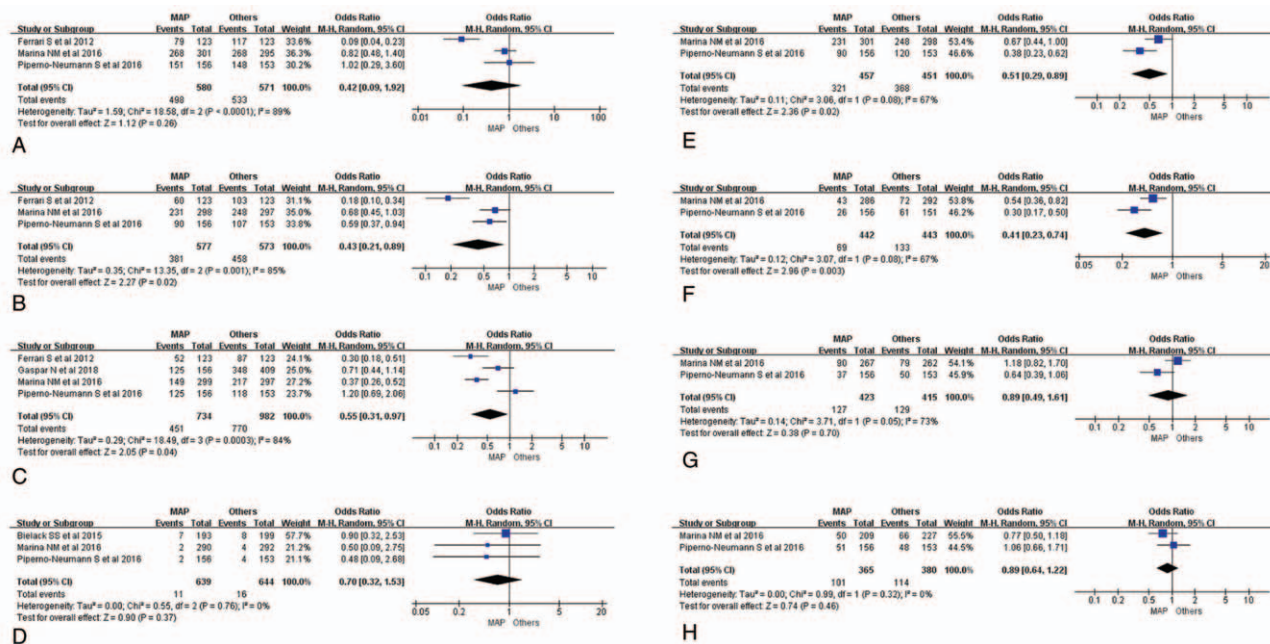 MAP Others Odds Ratio Odds Ratio
Study or Subgroup Events Total Events Total Weight M-H, Random, 95% CI M-H, Random, 95% CI
Ferrari S et al 2012 79 123 117 123 33.6% 0.09 [0.04, 0.23]
Marina NM et al 2016 268 301 268 295 36.3% 0.82 [0.48, 1.40]
Piperno-Neumann S et al 2016 151 156 148 153 30.2% 1.02 [0.29, 3.60]
Total (95% CI) 580 571 100.0% 0.42 [0.09, 1.92]
Total events 498 533
Heterogeneity: Tau² = 1.59; Chi² = 18.58, df = 2 (P < 0.0001); I² = 89%
Test for overall effect: Z = 1.12 (P = 0.26)
0.01 0.1 1 10 100
MAP Others
A
MAP Others Odds Ratio Odds Ratio
Study or Subgroup Events Total Events Total Weight M-H, Random, 95% CI M-H, Random, 95% CI
Ferrari S et al 2012 60 123 103 123 31.1% 0.18 [0.10, 0.34]
Marina NM et al 2016 231 298 248 297 35.0% 0.68 [0.45, 1.03]
Piperno-Neumann S et al 2016 90 156 107 153 33.8% 0.59 [0.37, 0.94]
Total (95% CI) 577 573 100.0% 0.43 [0.21, 0.89]
Total events 381 458
Heterogeneity: Tau² = 0.35; Chi² = 13.35, df = 2 (P = 0.001); I² = 85%
Test for overall effect: Z = 2.27 (P = 0.02)
0.1 0.2 0.5 1 2 5 10
MAP Others
B
MAP Others Odds Ratio Odds Ratio
Study or Subgroup Events Total Events Total Weight M-H, Random, 95% CI M-H, Random, 95% CI
Ferrari S et al 2012 52 123 87 123 24.1% 0.30 [0.18, 0.51]
Gaspar N et al 2018 125 156 348 409 25.0% 0.71 [0.44, 1.14]
Marina NM et al 2016 149 299 217 297 27.2% 0.37 [0.26, 0.52]
Piperno-Neumann S et al 2016 125 156 118 153 23.7% 1.20 [0.69, 2.06]
Total (95% CI) 734 982 100.0% 0.55 [0.31, 0.97]
Total events 451 770
Heterogeneity: Tau² = 0.29; Chi² = 18.49, df = 3 (P = 0.0003); I² = 84%
Test for overall effect: Z = 2.05 (P = 0.04)
0.1 0.2 0.5 1 2 5 10
MAP Others
C
MAP Others Odds Ratio Odds Ratio
Study or Subgroup Events Total Events Total Weight M-H, Random, 95% CI M-H, Random, 95% CI
Bielack SS et al 2015 7 193 8 199 57.7% 0.90 [0.32, 2.53]
Marina NM et al 2016 2 290 4 292 21.2% 0.50 [0.09, 2.75]
Piperno-Neumann S et al 2016 2 156 4 153 21.1% 0.48 [0.09, 2.68]
Total (95% CI) 639 644 100.0% 0.70 [0.32, 1.53]
Total events 11 16
Heterogeneity: Tau² = 0.00; Chi² = 0.55, df = 2 (P = 0.76); I² = 0%
Test for overall effect: Z = 0.90 (P = 0.37)
0.05 0.2 1 5 20
MAP Others
D
MAP Others Odds Ratio Odds Ratio
Study or Subgroup Events Total Events Total Weight M-H, Random, 95% CI M-H, Random, 95% CI
Marina NM et al 2016 231 301 248 298 53.4% 0.67 [0.44, 1.00]
Piperno-Neumann S et al 2016 90 156 120 153 46.6% 0.38 [0.23, 0.62]
Total (95% CI) 457 451 100.0% 0.51 [0.29, 0.89]
Total events 321 368
Heterogeneity: Tau² = 0.11; Chi² = 3.06, df = 1 (P = 0.08); I² = 67%
Test for overall effect: Z = 2.36 (P = 0.02)
0.1 0.2 0.5 1 2 5 10
MAP Others
E
MAP Others Odds Ratio Odds Ratio
Study or Subgroup Events Total Events Total Weight M-H, Random, 95% CI M-H, Random, 95% CI
Marina NM et al 2016 43 286 72 292 53.8% 0.54 [0.36, 0.82]
Piperno-Neumann S et al 2016 26 156 61 151 46.2% 0.30 [0.17, 0.50]
Total (95% CI) 442 443 100.0% 0.41 [0.23, 0.74]
Total events 69 133
Heterogeneity: Tau² = 0.12; Chi² = 3.07, df = 1 (P = 0.08); I² = 67%
Test for overall effect: Z = 2.96 (P = 0.003)
0.05 0.2 1 5 20
MAP Others
F
MAP Others Odds Ratio Odds Ratio
Study or Subgroup Events Total Events Total Weight M-H, Random, 95% CI M-H, Random, 95% CI
Marina NM et al 2016 90 267 79 262 54.1% 1.18 [0.82, 1.70]
Piperno-Neumann S et al 2016 37 156 50 153 45.9% 0.64 [0.39, 1.06]
Total (95% CI) 423 415 100.0% 0.89 [0.49, 1.61]
Total events 127 129
Heterogeneity: Tau² = 0.14; Chi² = 3.71, df = 1 (P = 0.05); I² = 73%
Test for overall effect: Z = 0.38 (P = 0.70)
0.1 0.2 0.5 1 2 5 10
MAP Others
G
MAP Others Odds Ratio Odds Ratio
Study or Subgroup Events Total Events Total Weight M-H, Random, 95% CI M-H, Random, 95% CI
Marina NM et al 2016 50 209 66 227 55.5% 0.77 [0.50, 1.18]
Piperno-Neumann S et al 2016 51 156 48 153 44.5% 1.06 [0.66, 1.71]
Total (95% CI) 365 380 100.0% 0.89 [0.64, 1.22]
Total events 101 114
Heterogeneity: Tau² = 0.00; Chi² = 0.99, df = 1 (P = 0.32); I² = 0%
Test for overall effect: Z = 0.74 (P = 0.46)
0.1 0.2 0.5 1 2 5 10
MAP Others
H